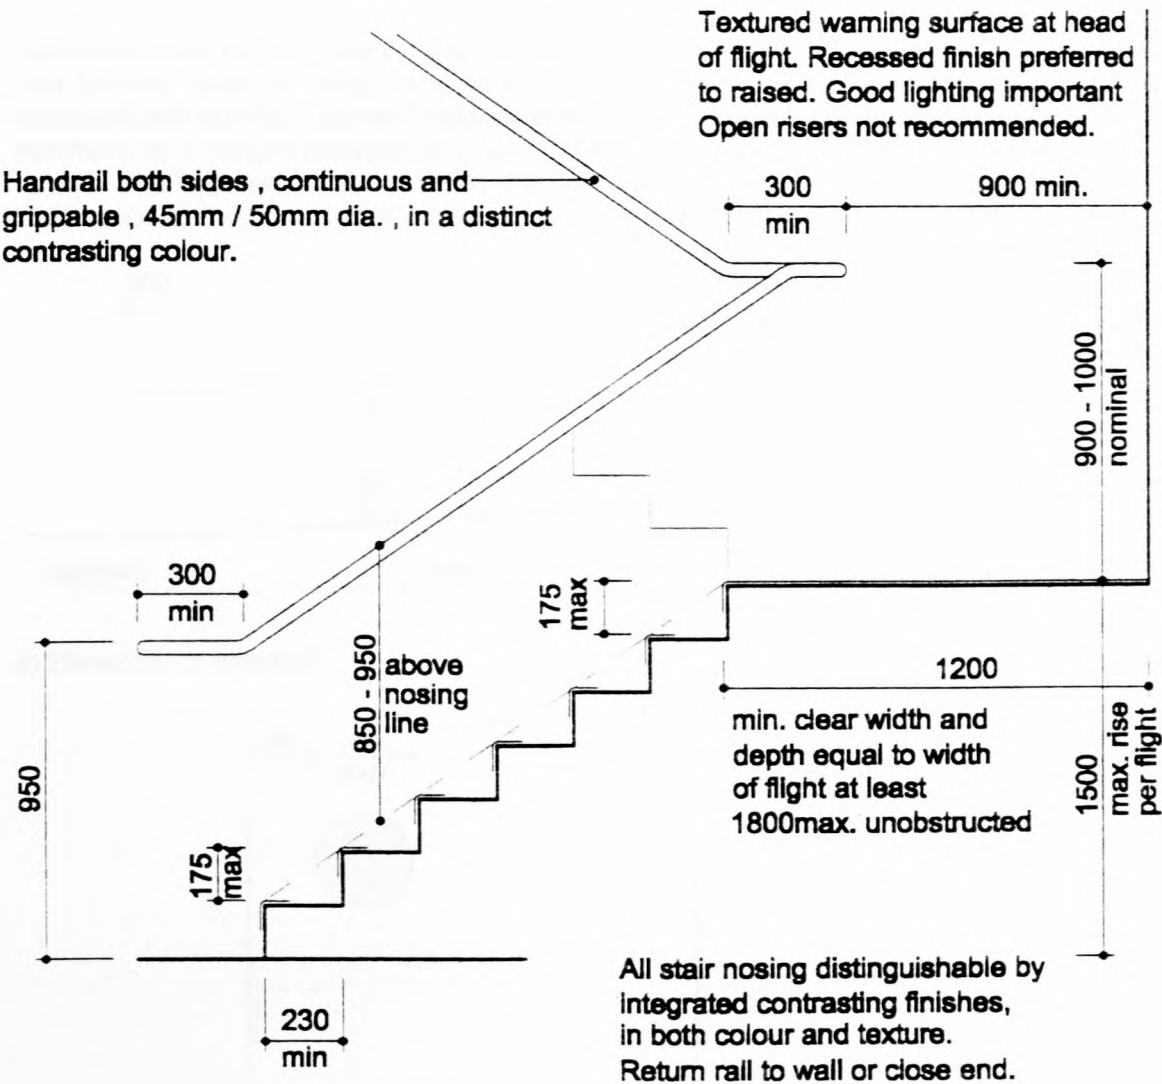 Textured warning surface at head
of flight. Recessed finish preferred
to raised. Good lighting important
Open risers not recommended.
Handrail both sides , continuous and
grippable , 45mm / 50mm dia. , in a distinct
contrasting colour.
300
min
900 min.
900 - 1000
nominal
300
min
175
max
850 - 950
above
nosing
line
950
1200
min. clear width and
depth equal to width
of flight at least
1800max. unobstructed
1500
max. rise
per flight
175
max
230
min
All stair nosing distinguishable by
integrated contrasting finishes,
in both colour and texture.
Return rail to wall or close end.